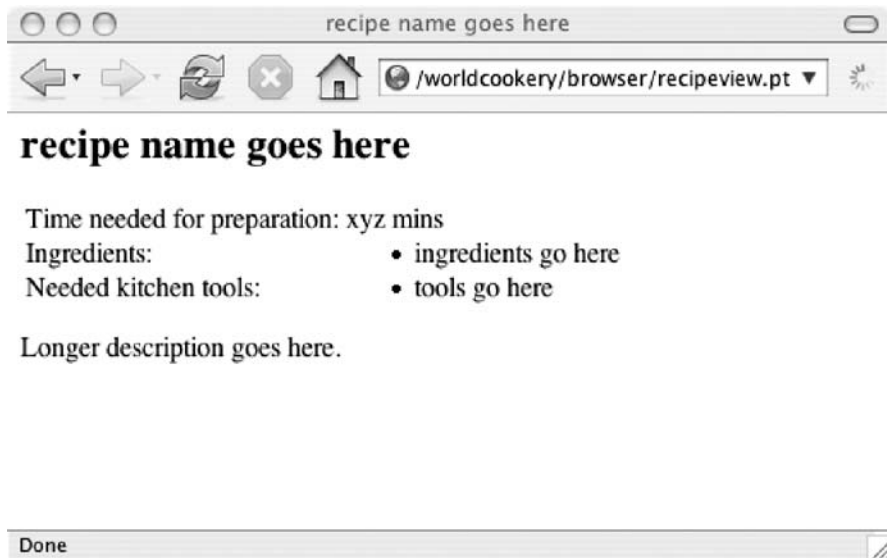 recipe name goes here
/worldcookery/browser/recipeview.pt
recipe name goes here
Time needed for preparation: xyz mins
Ingredients: • ingredients go here
Needed kitchen tools: • tools go here
Longer description goes here.
Done